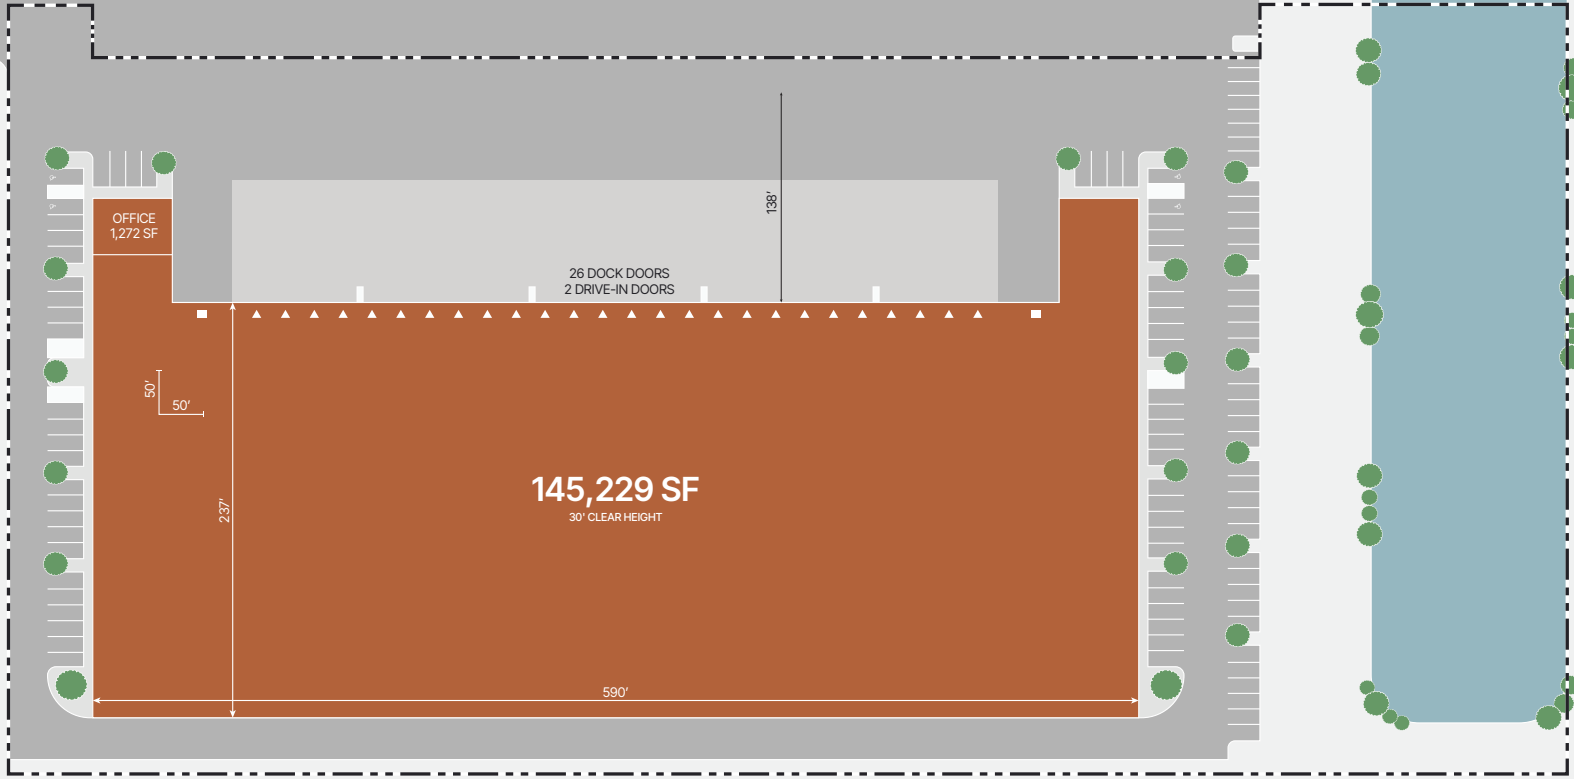 OFFICE
1,272 SF
138’
26 DOCK DOORS
2 DRIVE-IN DOORS
50’
50’
145,229 SF
30' CLEAR HEIGHT
237’
590’